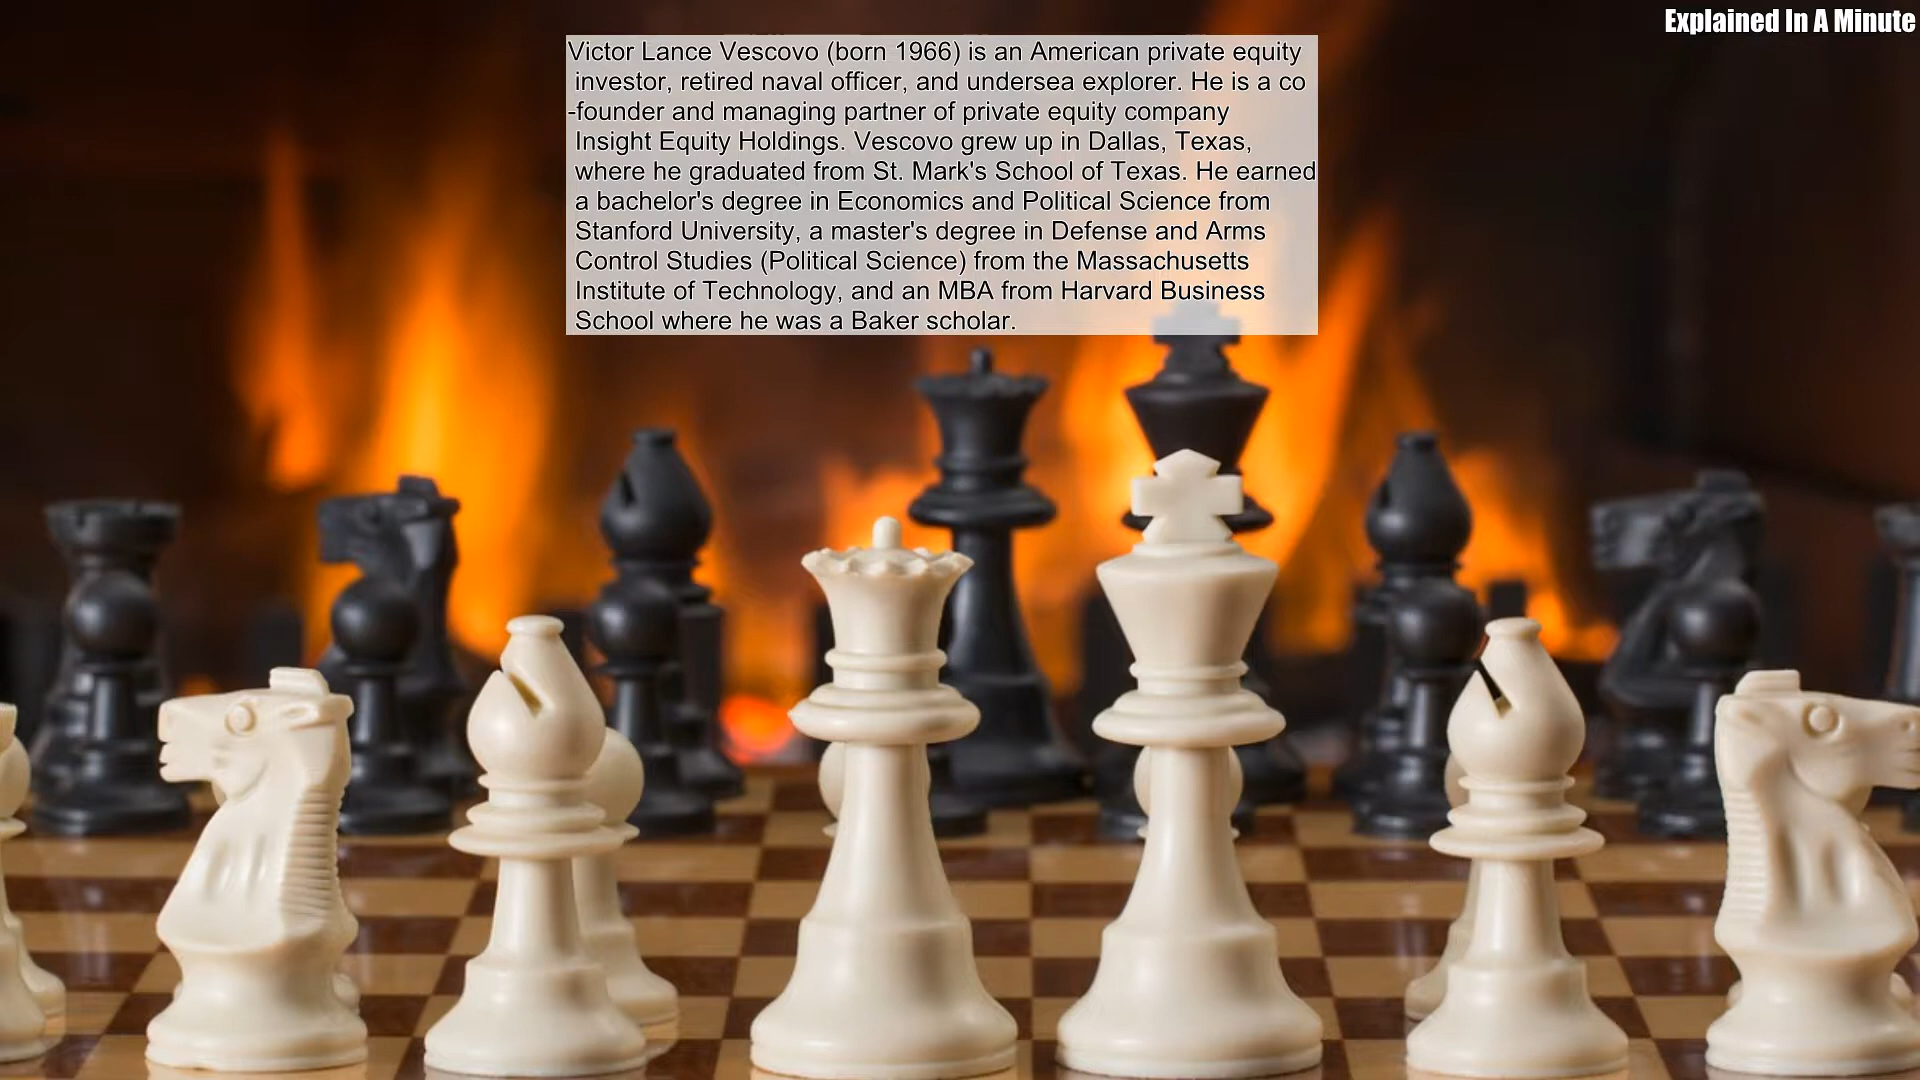 Explained In A Minute
Victor Lance Vescovo (born 1966) is an American private equity
investor, retired naval officer, and undersea explorer. He is a co
-founder and managing partner of private equity company
Insight Equity Holdings. Vescovo grew up in Dallas, Texas,
where he graduated from St. Mark's School of Texas. He earned
a bachelor's degree in Economics and Political Science from
Stanford University, a master's degree in Defense and Arms
Control Studies (Political Science) from the Massachusetts
Institute of Technology, and an MBA from Harvard Business
School where he was a Baker scholar.